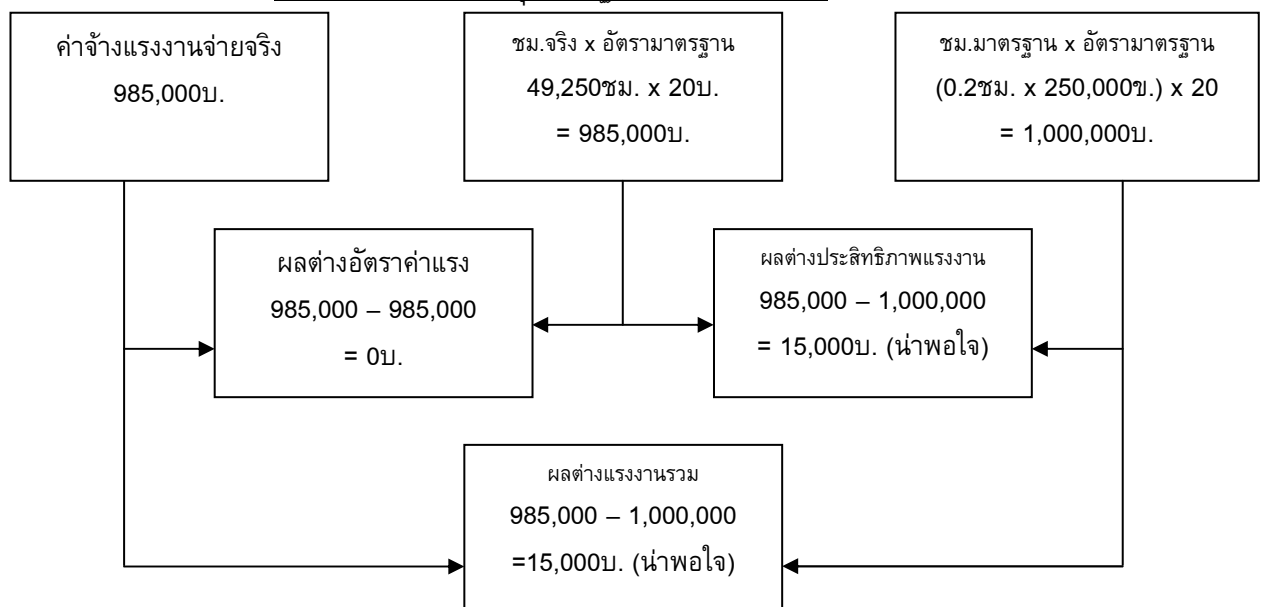 ค่าจ้างแรงงานจ่ายจริง
985,000บ.
ชม.จริง x อัตรามาตรฐาน
49,250ชม. x 20บ.
= 985,000บ.
ชม.มาตรฐาน x อัตรามาตรฐาน
(0.2ชม. x 250,000ข.) x 20
= 1,000,000บ.
ผลต่างอัตราค่าแรง
985,000 – 985,000
= 0บ.
ผลต่างประสิทธิภาพแรงงาน
985,000 – 1,000,000
= 15,000บ. (น่าพอใจ)
ผลต่างแรงงานรวม
985,000 – 1,000,000
=15,000บ. (น่าพอใจ)